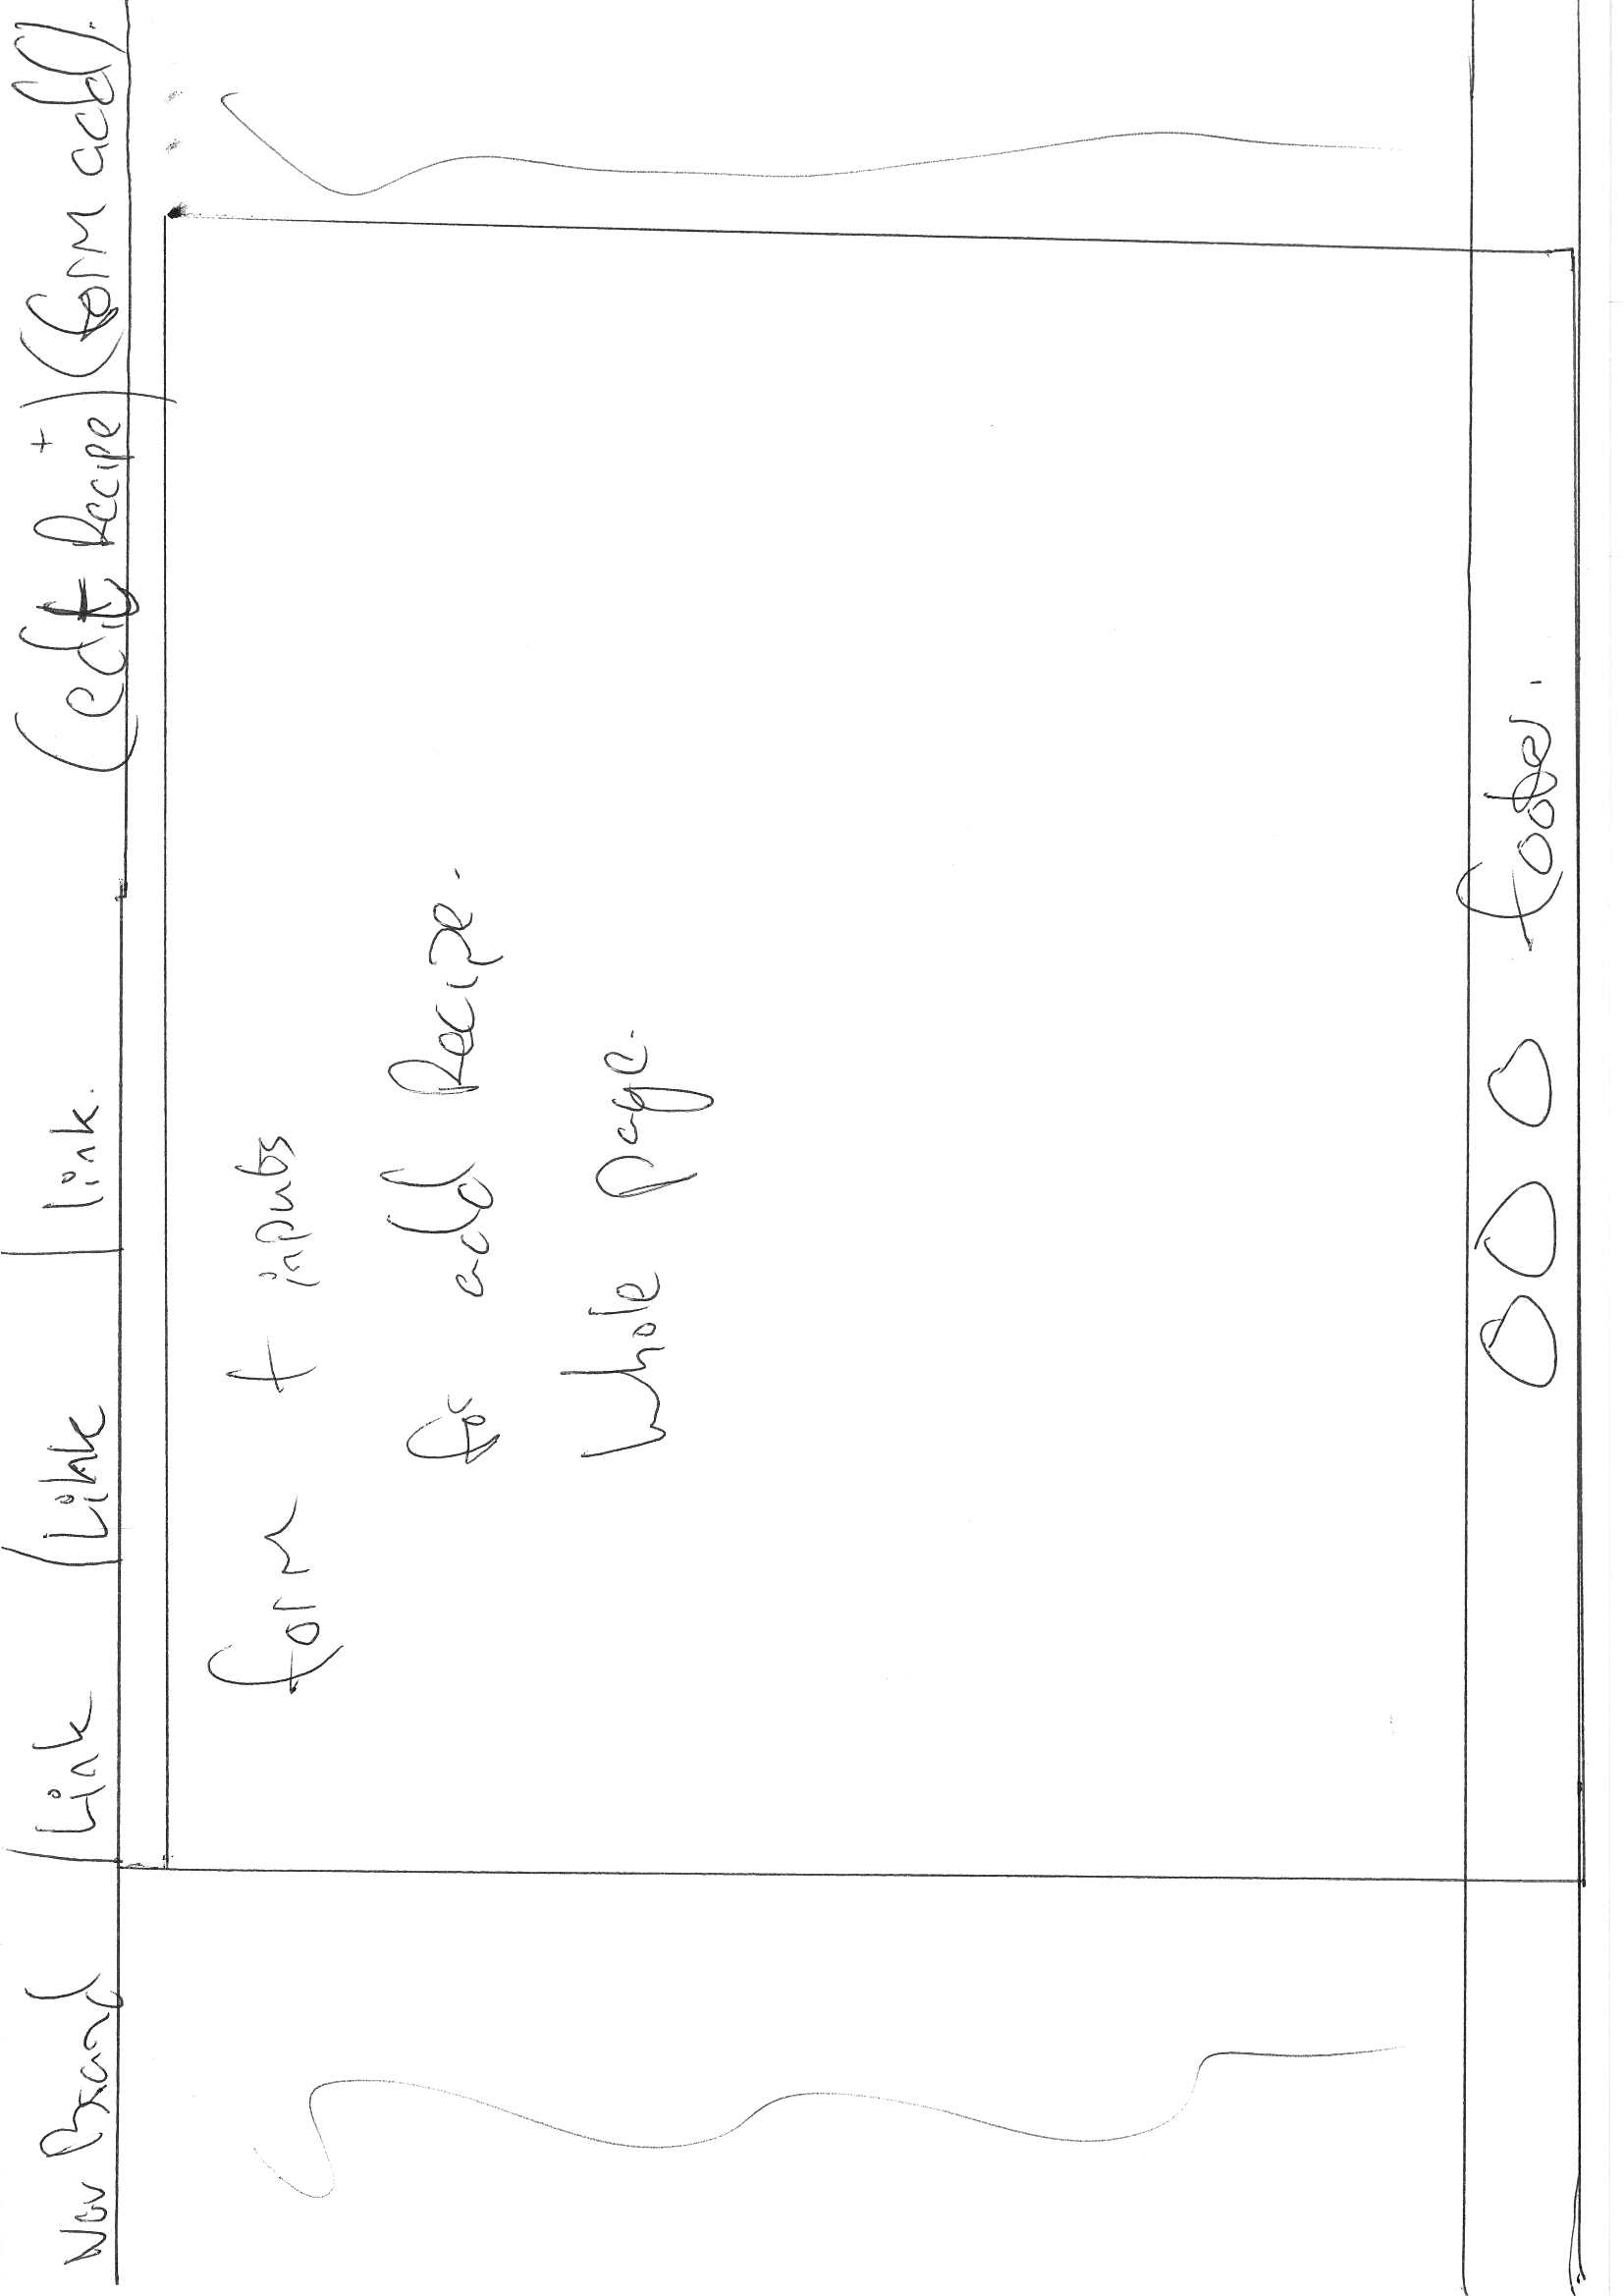 Nav Brand | Link | Link | link. (edit + Recipe) (form add).
form + inputs
for add Recipe.
Whole page.
footer.